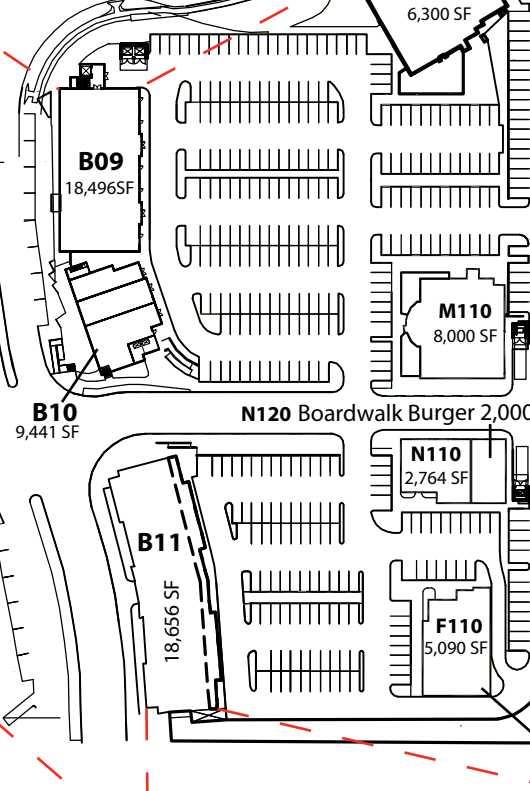 6,300 SF
B09
18,496SF
M110
8,000 SF
B10
9,441 SF
N120 Boardwalk Burger 2,000
N110
2,764 SF
B11
18,656 SF
F110
5,090 SF